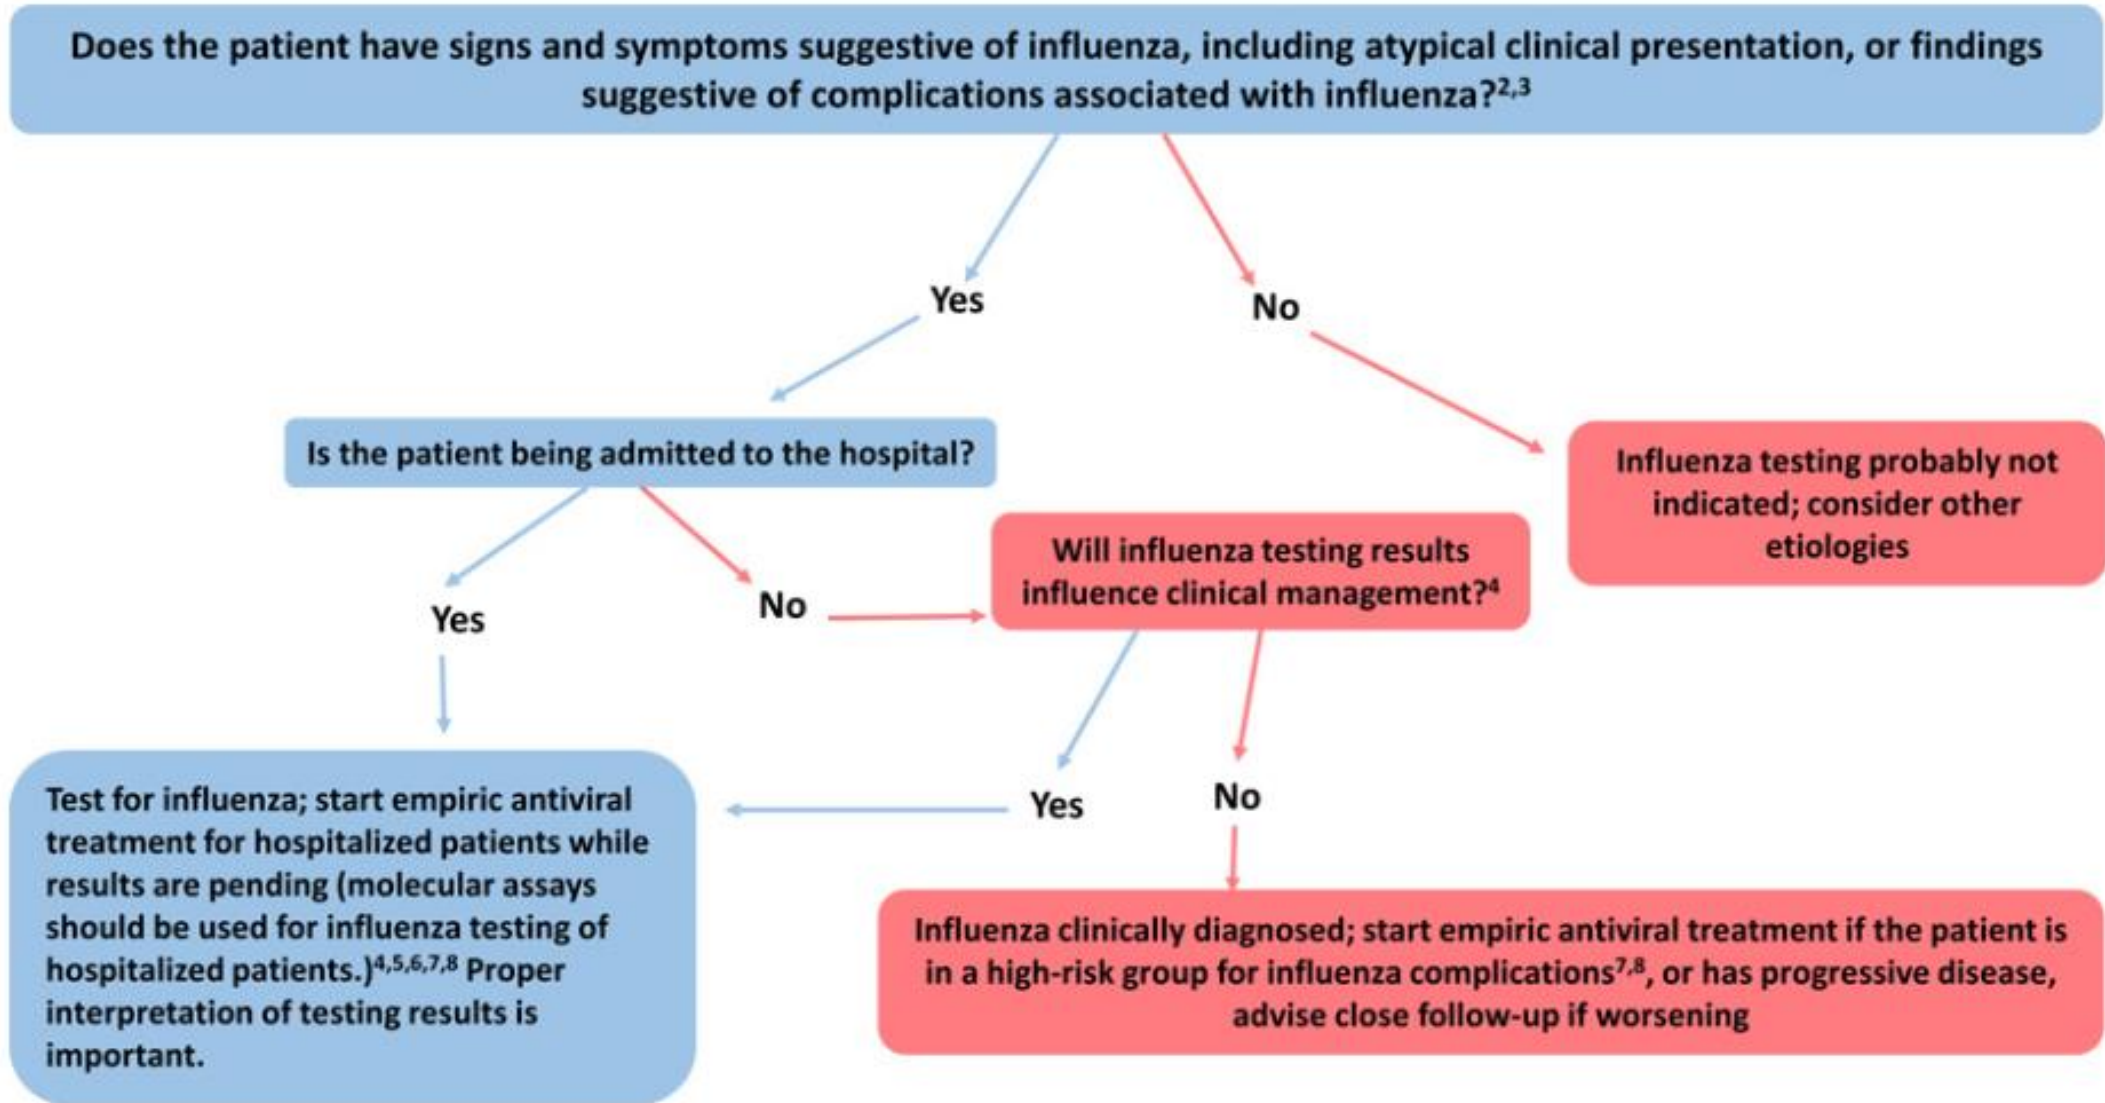 Does the patient have signs and symptoms suggestive of influenza, including atypical clinical presentation, or findings
suggestive of complications associated with influenza?2,3
Yes
No
Is the patient being admitted to the hospital?
Influenza testing probably not
indicated; consider other
etiologies
Will influenza testing results
influence clinical management?4
Yes
No
Yes
No
Test for influenza; start empiric antiviral
treatment for hospitalized patients while
results are pending (molecular assays
should be used for influenza testing of
hospitalized patients.)4,5,6,7,8 Proper
interpretation of testing results is
important.
Influenza clinically diagnosed; start empiric antiviral treatment if the patient is
in a high-risk group for influenza complications7,8, or has progressive disease,
advise close follow-up if worsening